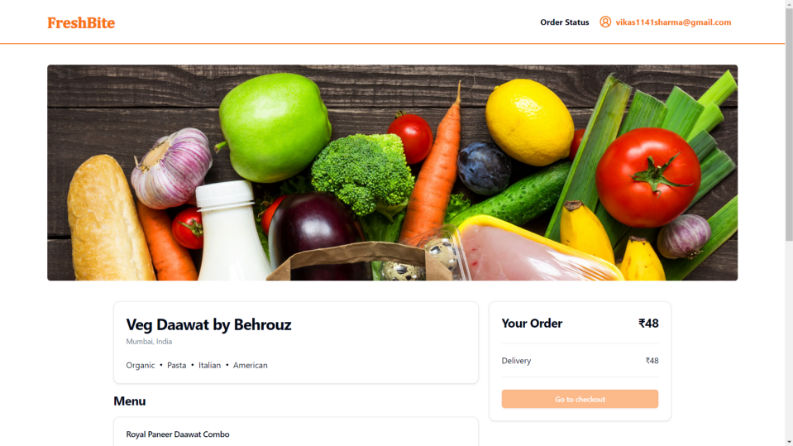 FreshBite
Order Status
vikas1141sharma@gmail.com
Veg Daawat by Behrouz
Mumbai, India
Organic • Pasta • Italian • American
Menu
Royal Paneer Daawat Combo
Your Order ₹48
Delivery ₹48
Go to checkout